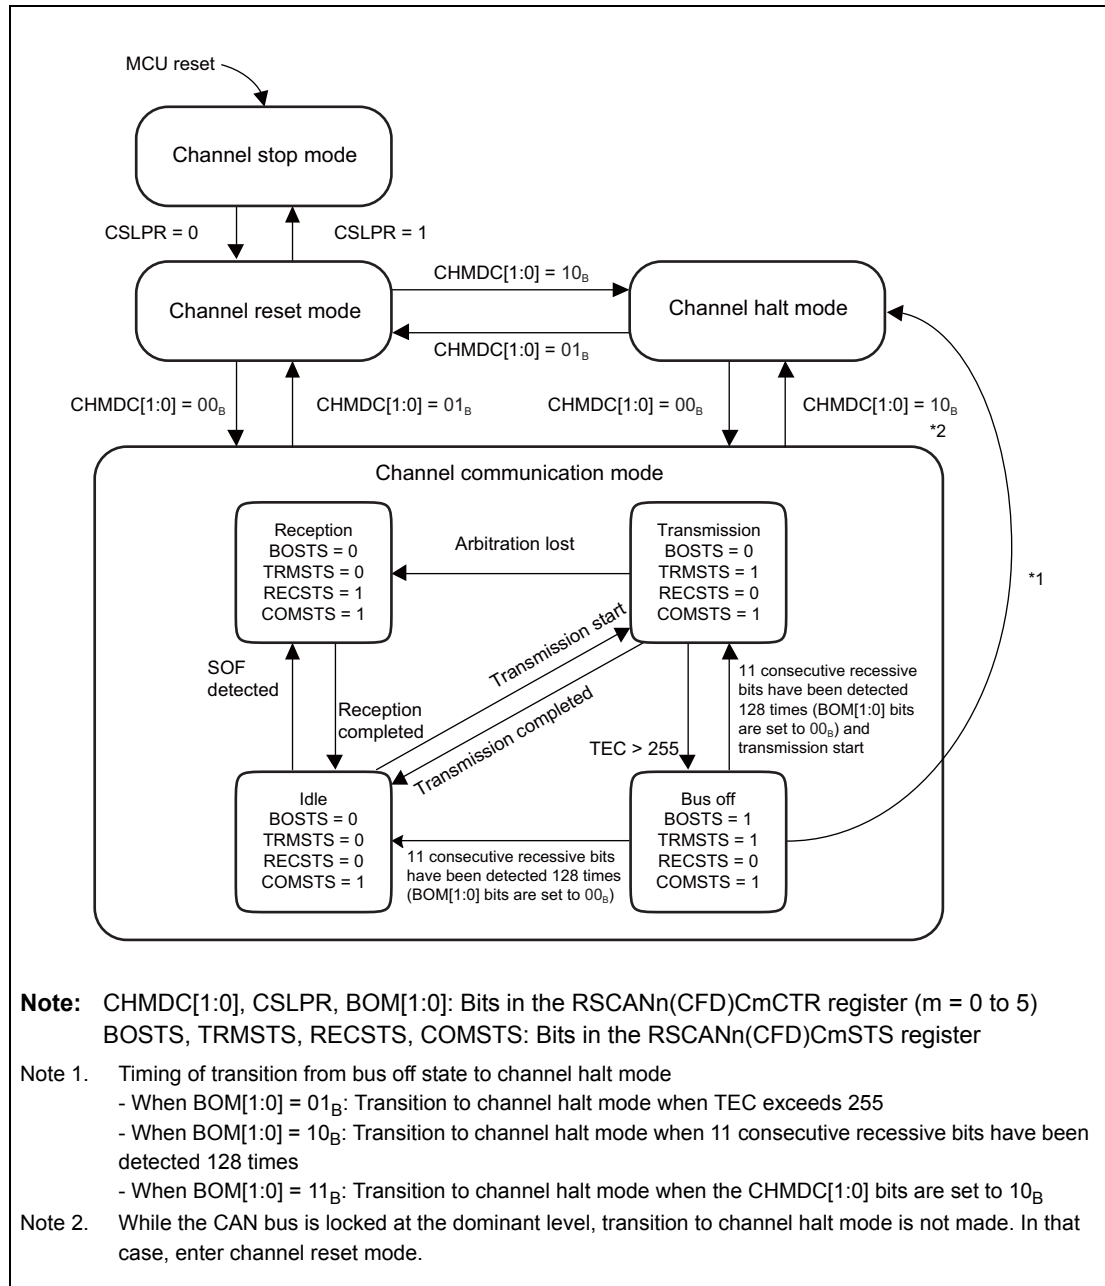 MCU reset
Channel stop mode
CSLPR = 0
CSLPR = 1
CHMDC[1:0] = 10B
Channel reset mode
Channel halt mode
CHMDC[1:0] = 01B
CHMDC[1:0] = 00B
CHMDC[1:0] = 01B
CHMDC[1:0] = 00B
CHMDC[1:0] = 10B
*2
Channel communication mode
Reception
BOSTS = 0
TRMSTS = 0
RECSTS = 1
COMSTS = 1
Arbitration lost
Transmission
BOSTS = 0
TRMSTS = 1
RECSTS = 0
COMSTS = 1
*1
SOF
detected
Reception
completed
Transmission start
Transmission completed
TEC > 255
11 consecutive recessive
bits have been detected
128 times (BOM[1:0] bits
are set to 00B) and
transmission start
Idle
BOSTS = 0
TRMSTS = 0
RECSTS = 0
COMSTS = 1
11 consecutive recessive bits
have been detected 128 times
(BOM[1:0] bits are set to 00B)
Bus off
BOSTS = 1
TRMSTS = 1
RECSTS = 0
COMSTS = 1
Note: CHMDC[1:0], CSLPR, BOM[1:0]: Bits in the RSCANn(CFD)CmCTR register (m = 0 to 5)
BOSTS, TRMSTS, RECSTS, COMSTS: Bits in the RSCANn(CFD)CmSTS register
Note 1. Timing of transition from bus off state to channel halt mode
- When BOM[1:0] = 01B: Transition to channel halt mode when TEC exceeds 255
- When BOM[1:0] = 10B: Transition to channel halt mode when 11 consecutive recessive bits have been
detected 128 times
- When BOM[1:0] = 11B: Transition to channel halt mode when the CHMDC[1:0] bits are set to 10B
Note 2. While the CAN bus is locked at the dominant level, transition to channel halt mode is not made. In that
case, enter channel reset mode.